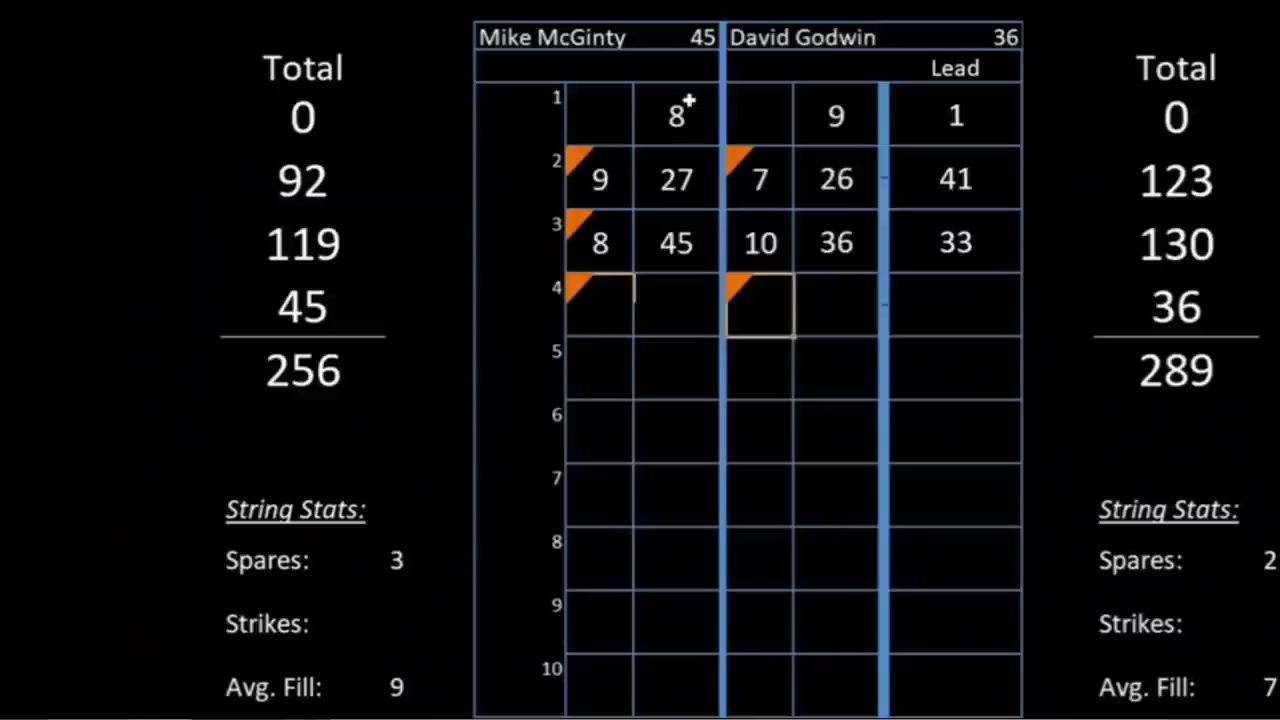 Mike McGinty 45 David Godwin 36
Total Lead Total
0 1 8+ 9 1 0
92 2 9 27 7 26 - 41 123
119 3 8 45 10 36 33 130
45 4 - 36
256 5 289
6
7
String Stats: String Stats:
Spares: 3 8 Spares: 2
Strikes: 9 Strikes:
Avg. Fill: 9 10 Avg. Fill: 7